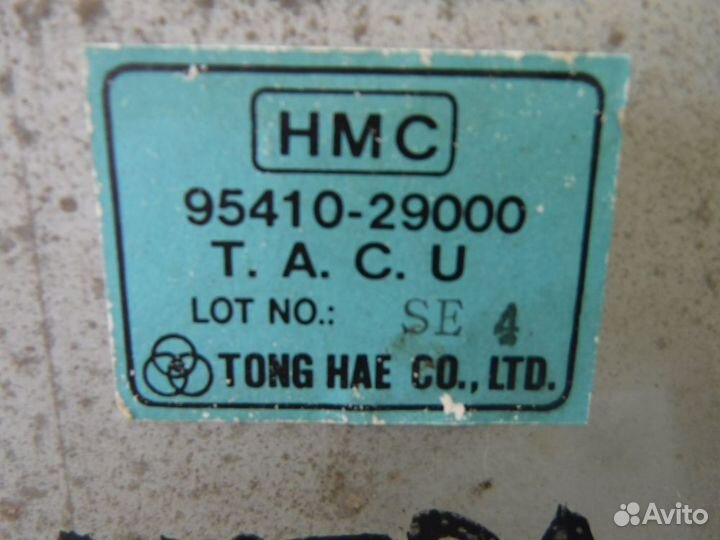 HMC
95410-29000
T. A. C. U
LOT NO.: SE 4
TONG HAE CO., LTD.
Avito